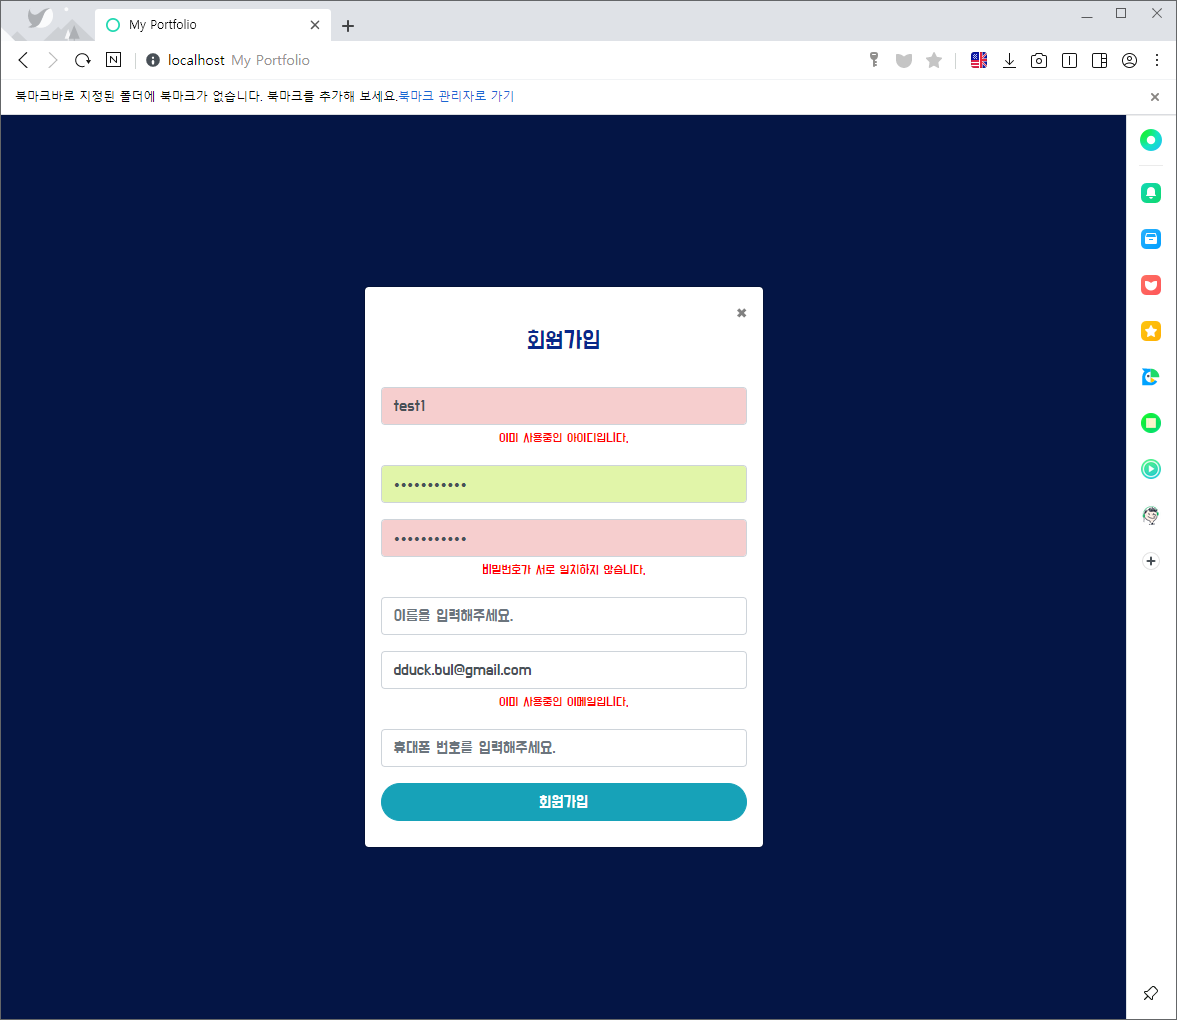 My Portfolio
N
localhost My Portfolio
북마크바로 지정된 폴더에 북마크가 없습니다. 북마크를 추가해 보세요.북마크 관리자로 가기
회원가입
test1
이미 사용중인 아이디입니다.
•••••••••••
•••••••••••
비밀번호가 서로 일치하지 않습니다.
이름을 입력해주세요.
dduck.bul@gmail.com
이미 사용중인 이메일입니다.
휴대폰 번호를 입력해주세요.
회원가입